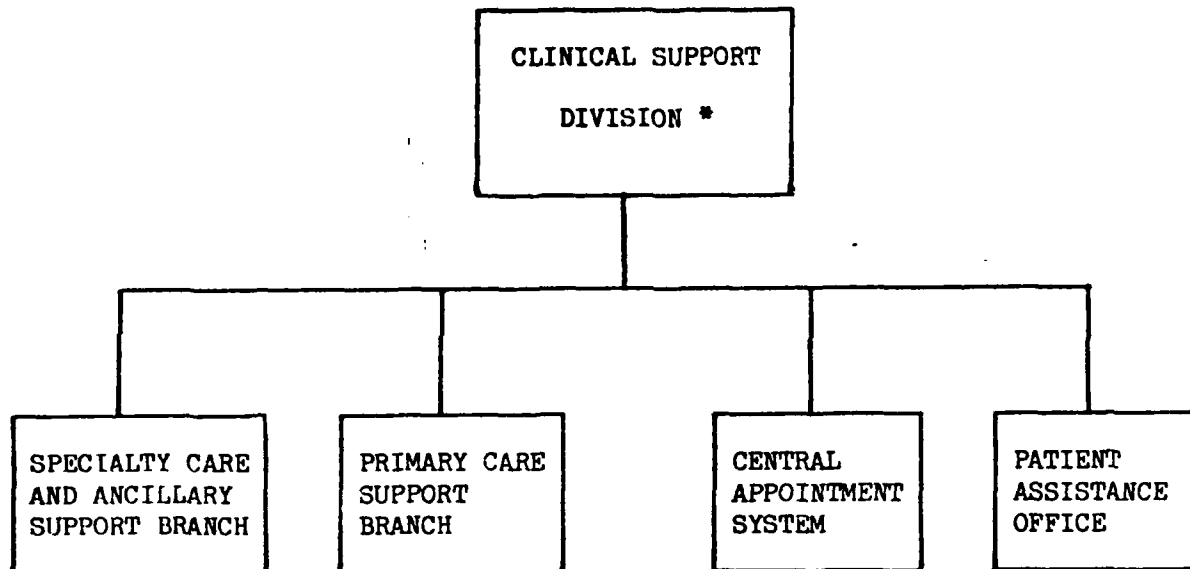 CLINICAL SUPPORT
DIVISION *
SPECIALTY CARE
AND ANCILLARY
SUPPORT BRANCH
PRIMARY CARE
SUPPORT
BRANCH
CENTRAL
APPOINTMENT
SYSTEM
PATIENT
ASSISTANCE
OFFICE